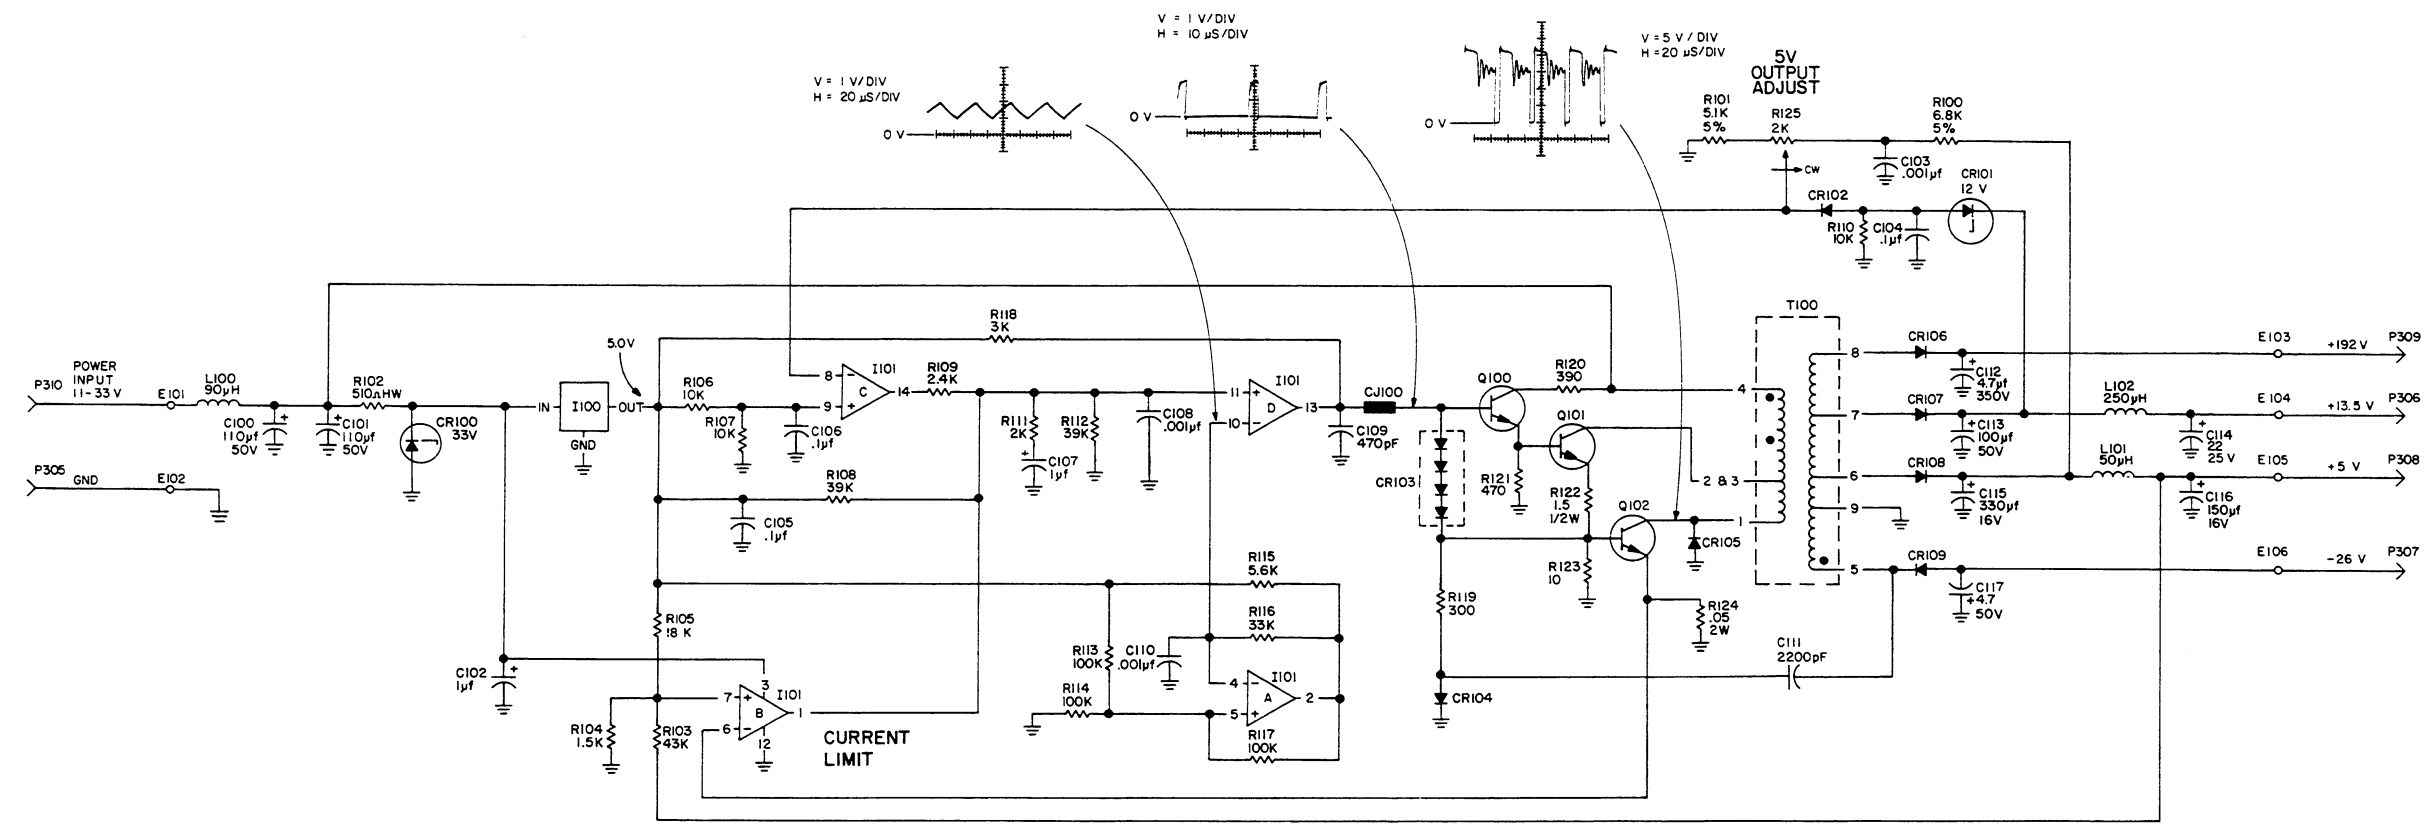 V = 1 V/DIV
H = 20 µS/DIV
0 V
V = 1 V/DIV
H = 10 µS/DIV
0 V
V = 5 V / DIV
H = 20 µS/DIV
0 V
5V
OUTPUT
ADJUST
R101
5.1K
5%
R125
2K
R100
6.8K
5%
C103
.001µf
CW
CR102
CR101
12 V
R110
10K
C104
.1µf
P310
POWER
INPUT
11-33V
E101
L100
90µH
C100
110µf
50V
C101
110µf
50V
R102
510ΩHW
CR100
33V
IN
I100
OUT
GND
5.0V
P305
GND
E102
R106
10K
R107
10K
C106
.1µf
8
9
C
I101
14
R109
2.4K
R118
3K
R111
2K
C107
1µf
R112
39K
C108
.001µf
11
10
D
I101
13
C109
470pF
CJ100
R108
39K
C105
.1µf
CR103
Q100
R120
390
R121
470
Q101
R122
1.5
1/2W
R123
10
Q102
CR105
R124
.05
2W
R119
300
CR104
C111
2200pF
T100
4
2 & 3
1
8
7
6
9
5
CR106
C112
4.7µf
350V
CR107
C113
100µf
50V
CR108
C115
330µf
16V
CR109
C117
4.7
50V
L102
250µH
C114
22
25 V
L101
50µH
C116
150µf
16V
E103
+192 V
P309
E104
+13.5 V
P306
E105
+5 V
P308
E106
-26 V
P307
R105
18 K
C102
1µf
R104
1.5K
R103
43K
7
6
3
B
I101
1
12
CURRENT
LIMIT
R115
5.6K
R116
33K
R113
100K
C110
.001µf
R114
100K
4
5
A
I101
2
R117
100K